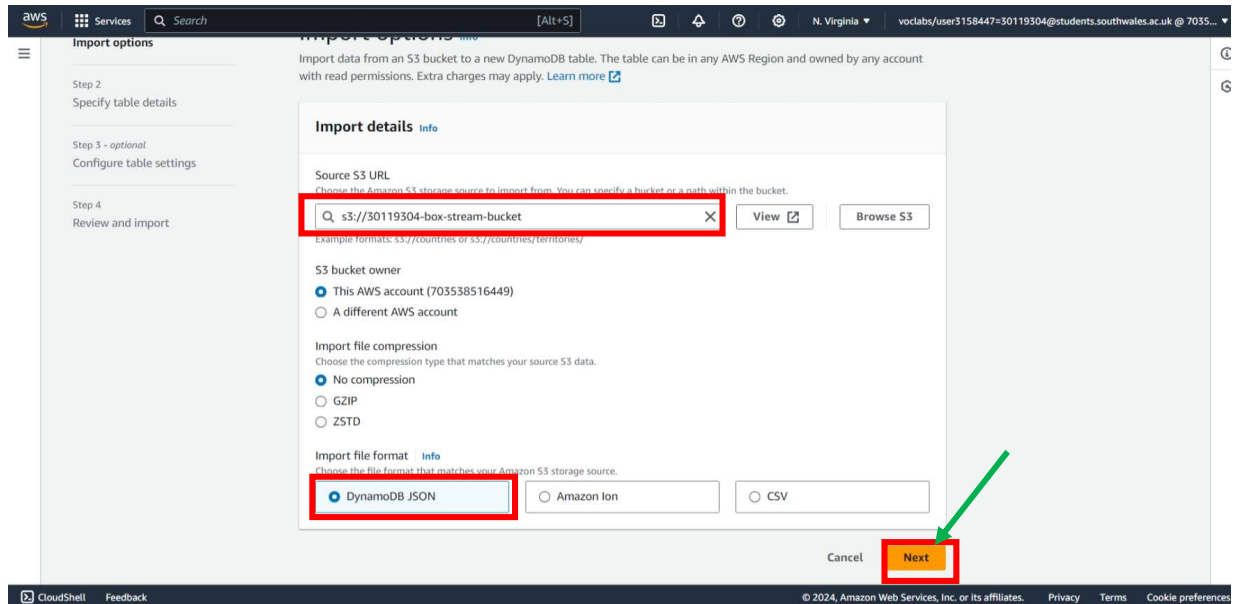 aws
Services
Search
[Alt+S]
N. Virginia
voclabs/user3158447=30119304@students.southwales.ac.uk @ 7035...
Import options
Import options Info
Import data from an S3 bucket to a new DynamoDB table. The table can be in any AWS Region and owned by any account
with read permissions. Extra charges may apply. Learn more
Step 2
Specify table details
Step 3 - optional
Configure table settings
Step 4
Review and import
Import details Info
Source S3 URL
Choose the Amazon S3 storage source to import from. You can specify a bucket or a path within the bucket.
s3://30119304-box-stream-bucket
View
Browse S3
Example formats: s3://countries or s3://countries/territories/
S3 bucket owner
This AWS account (703538516449)
A different AWS account
Import file compression
Choose the compression type that matches your source S3 data.
No compression
GZIP
ZSTD
Import file format Info
Choose the file format that matches your Amazon S3 storage source.
DynamoDB JSON
Amazon Ion
CSV
Cancel
Next
CloudShell
Feedback
© 2024, Amazon Web Services, Inc. or its affiliates.
Privacy
Terms
Cookie preferences